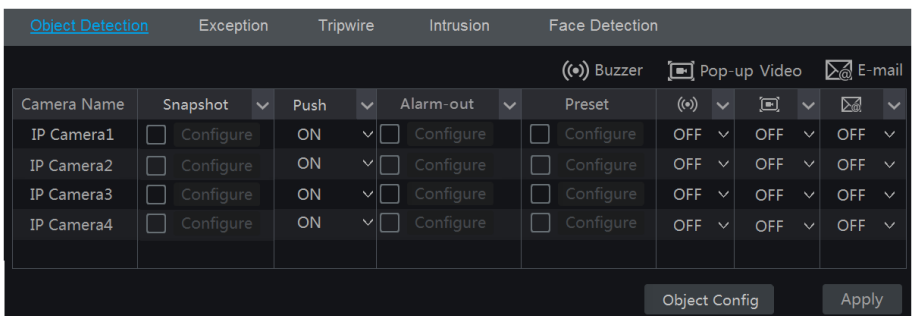 Object Detection Exception Tripwire Intrusion Face Detection
Buzzer Pop-up Video E-mail
Camera Name Snapshot Push Alarm-out Preset
IP Camera1 Configure ON Configure Configure OFF OFF OFF
IP Camera2 Configure ON Configure Configure OFF OFF OFF
IP Camera3 Configure ON Configure Configure OFF OFF OFF
IP Camera4 Configure ON Configure Configure OFF OFF OFF
Object Config Apply